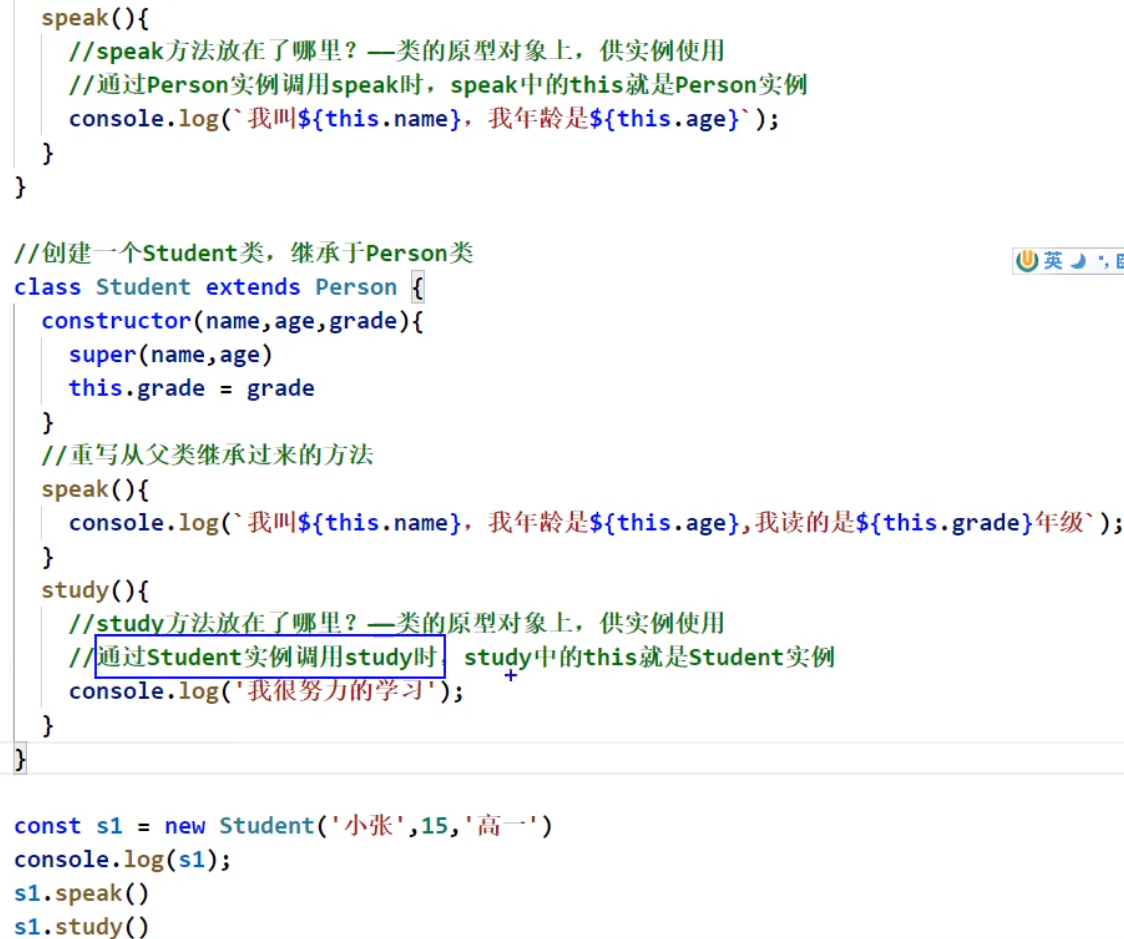 speak(){
//speak方法放在了哪里？——类的原型对象上，供实例使用
//通过Person实例调用speak时，speak中的this就是Person实例
console.log(`我叫${this.name}，我年龄是${this.age}`);
}
}
//创建一个Student类，继承于Person类
英
class Student extends Person {
constructor(name,age,grade){
super(name,age)
this.grade = grade
}
//重写从父类继承过来的方法
speak(){
console.log(`我叫${this.name}，我年龄是${this.age},我读的是${this.grade}年级`);
}
study(){
//study方法放在了哪里？——类的原型对象上，供实例使用
//通过Student实例调用study时，study中的this就是Student实例
console.log('我很努力的学习');
}
}
const s1 = new Student('小张',15,'高一')
console.log(s1);
s1.speak()
s1.study()